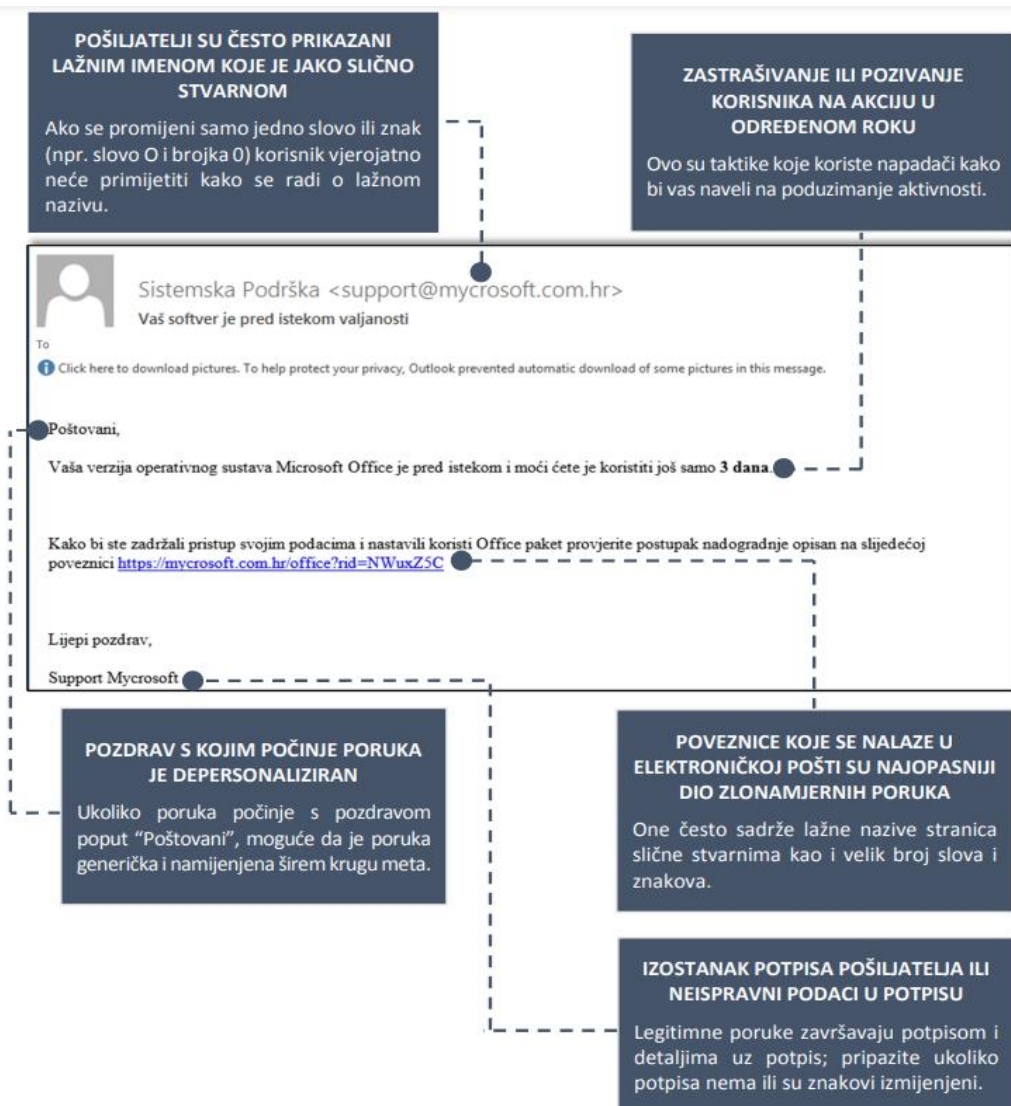 POŠILJATELJI SU ČESTO PRIKAZANI
LAŽNIM IMENOM KOJE JE JAKO SLIČNO
STVARNOM
Ako se promijeni samo jedno slovo ili znak
(npr. slovo O i brojka 0) korisnik vjerojatno
neće primijetiti kako se radi o lažnom
nazivu.
ZASTRAŠIVANJE ILI POZIVANJE
KORISNIKA NA AKCIJU U
ODREĐENOM ROKU
Ovo su taktike koje koriste napadači kako
bi vas naveli na poduzimanje aktivnosti.
Sistemska Podrška <support@mycrosoft.com.hr>
Vaš softver je pred istekom valjanosti
To
Click here to download pictures. To help protect your privacy, Outlook prevented automatic download of some pictures in this message.
Poštovani,
Vaša verzija operativnog sustava Microsoft Office je pred istekom i moći ćete je koristiti još samo 3 dana.
Kako bi ste zadržali pristup svojim podacima i nastavili koristi Office paket provjerite postupak nadogradnje opisan na slijedećoj
poveznici https://mycrosoft.com.hr/office?rid=NWuxZ5C
Lijepi pozdrav,
Support Mycrosoft
POZDRAV S KOJIM POČINJE PORUKA
JE DEPERSONALIZIRAN
Ukoliko poruka počinje s pozdravom
poput “Poštovani”, moguće da je poruka
generička i namijenjena širem krugu meta.
POVEZNICE KOJE SE NALAZE U
ELEKTRONIČKOJ POŠTI SU NAJOPASNIJI
DIO ZLONAMJERNIH PORUKA
One često sadrže lažne nazive stranica
slične stvarnima kao i velik broj slova i
znakova.
IZOSTANAK POTPISA POŠILJATELJA ILI
NEISPRAVNI PODACI U POTPISU
Legitimne poruke završavaju potpisom i
detaljima uz potpis; pripazite ukoliko
potpisa nema ili su znakovi izmijenjeni.